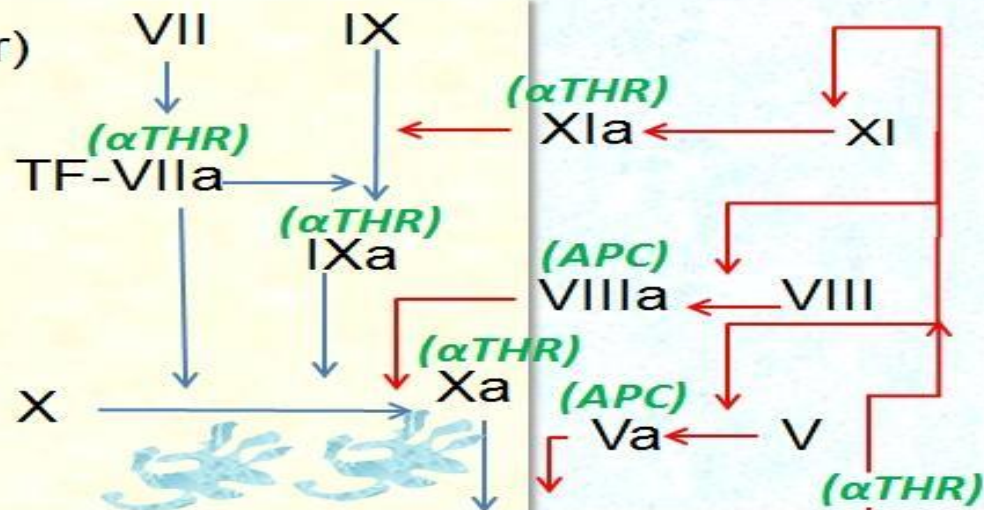 r)
VII IX
(αTHR)
XIa XI
(αTHR)
TF-VIIa
(αTHR)
IXa
(APC)
VIIIa VIII
(αTHR)
Xa
X
(APC)
Va V
(αTHR)